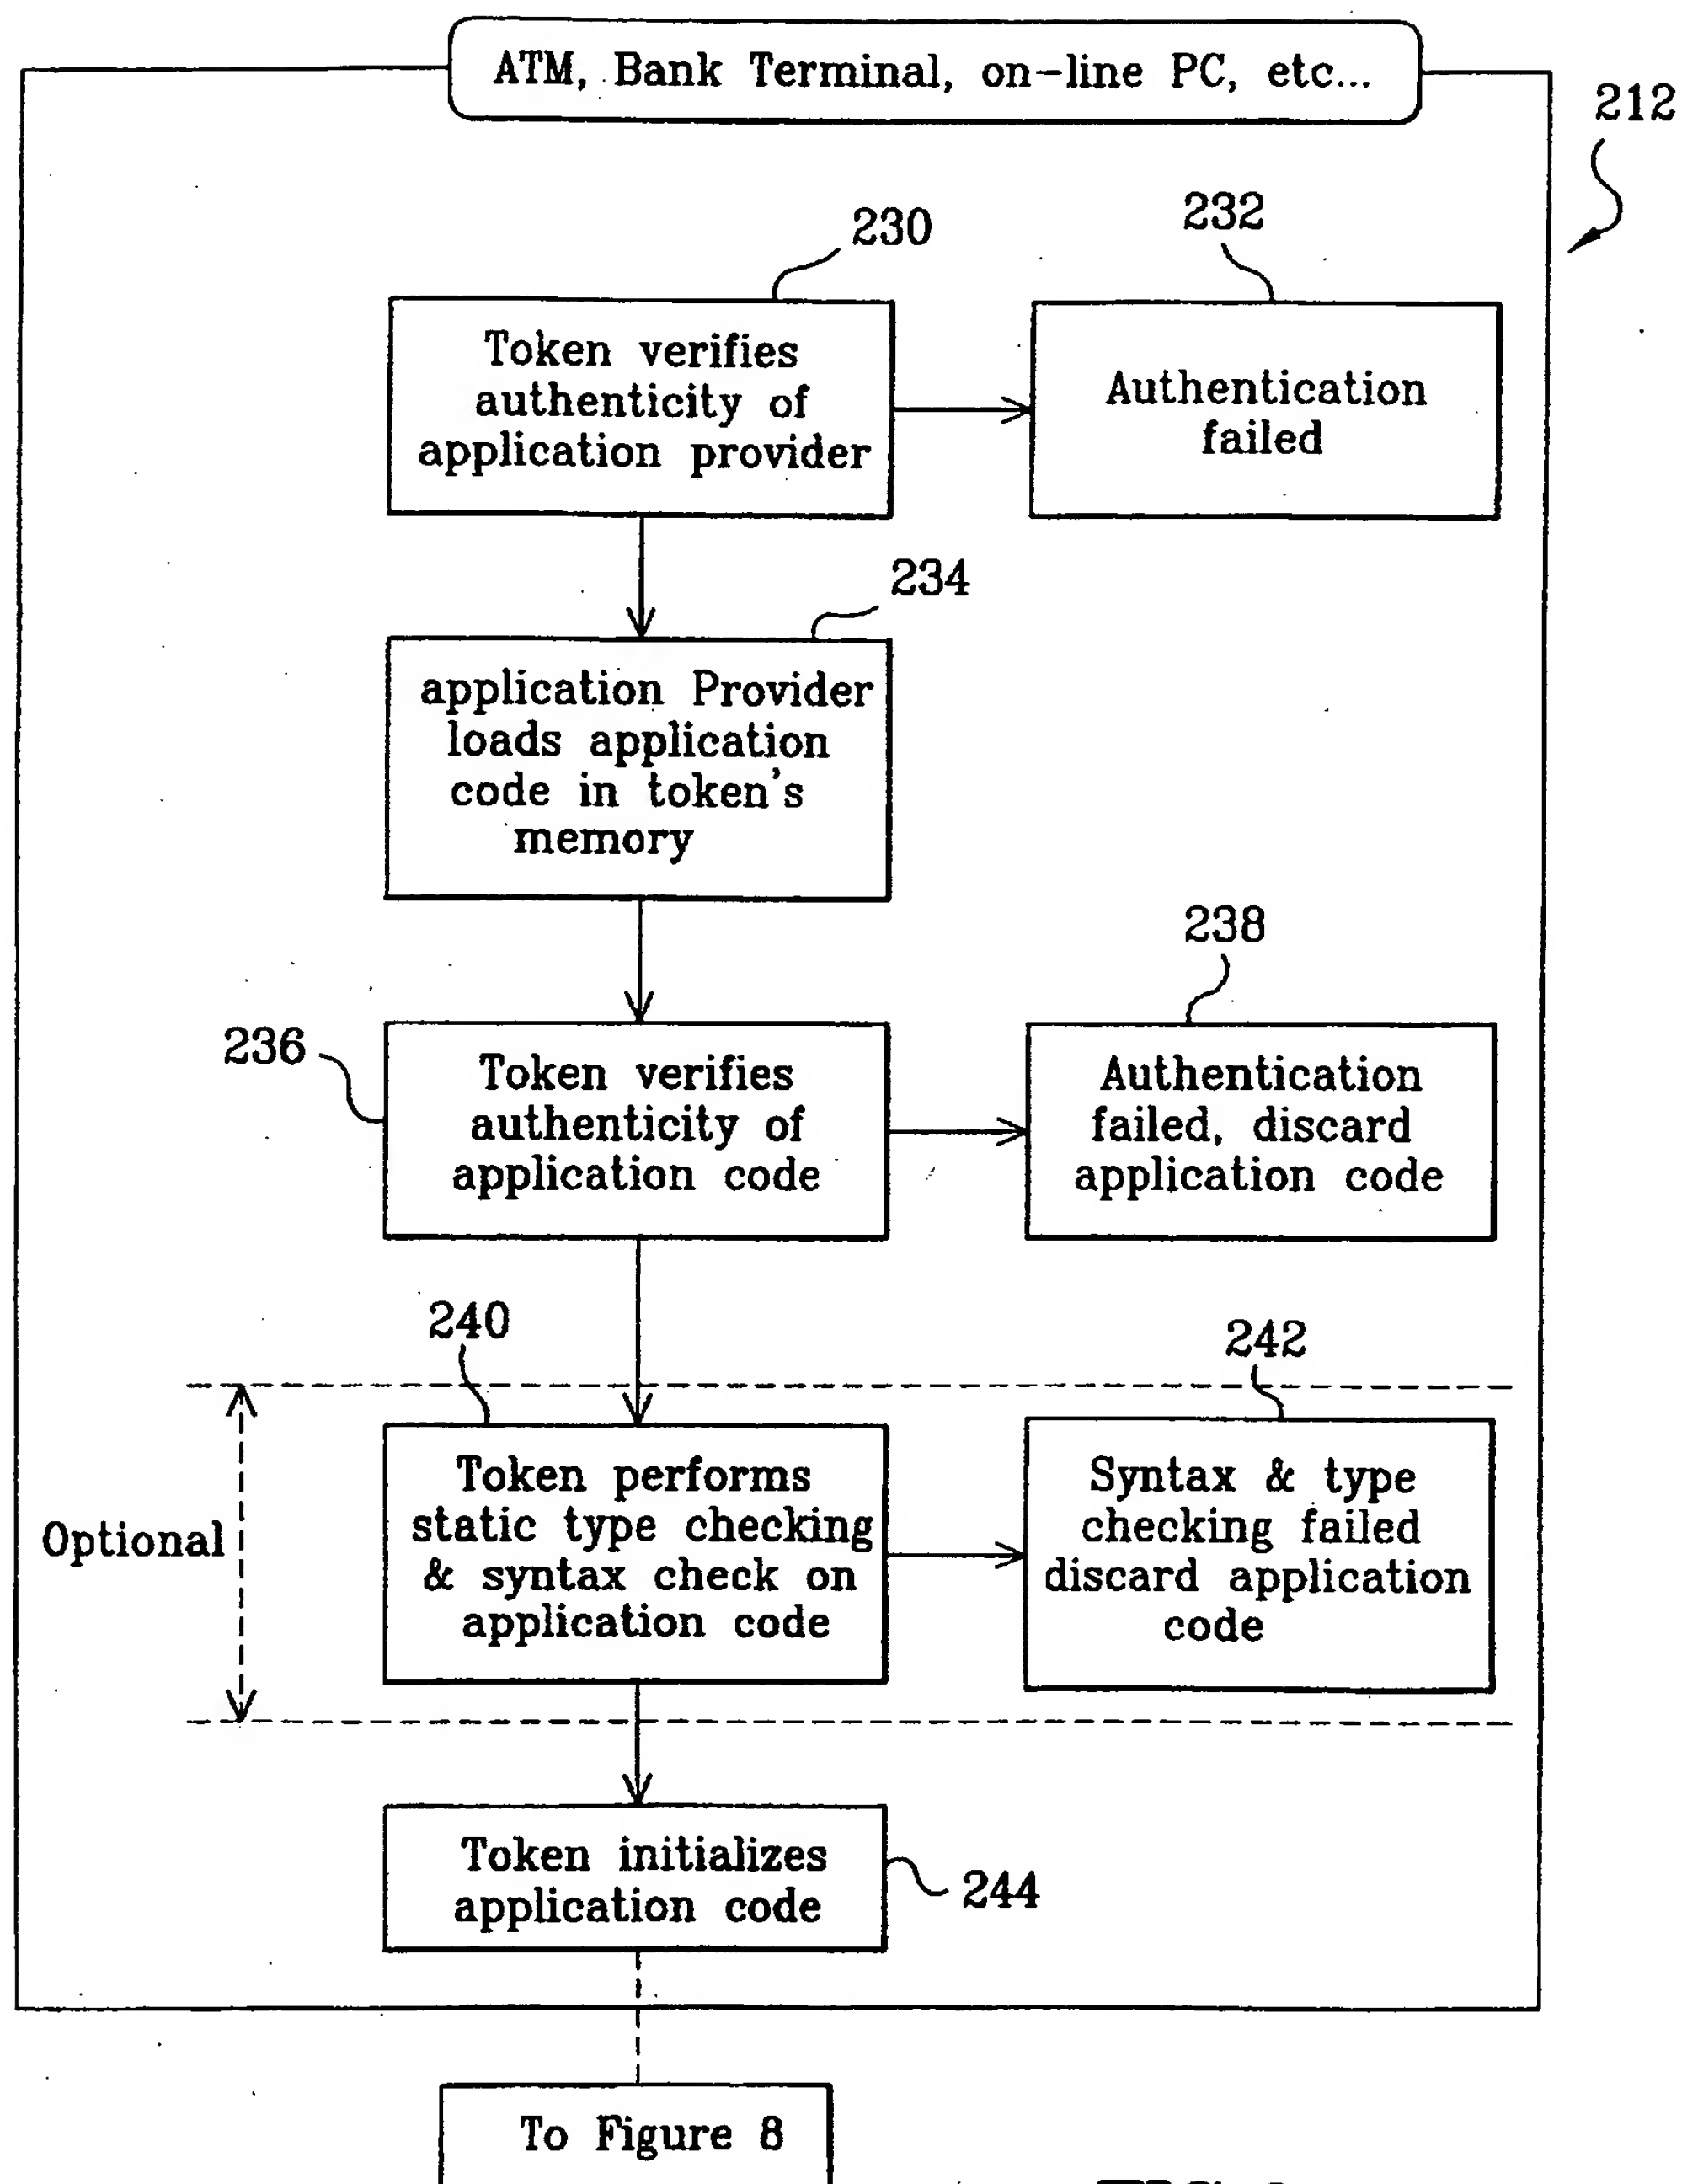 ATM, Bank Terminal, on-line PC, etc...
212
230
232
Token verifies
authenticity of
application provider
Authentication
failed
234
application Provider
loads application
code in token's
memory
238
236
Token verifies
authenticity of
application code
Authentication
failed, discard
application code
240
242
Optional
Token performs
static type checking
& syntax check on
application code
Syntax & type
checking failed
discard application
code
Token initializes
application code
244
To Figure 8